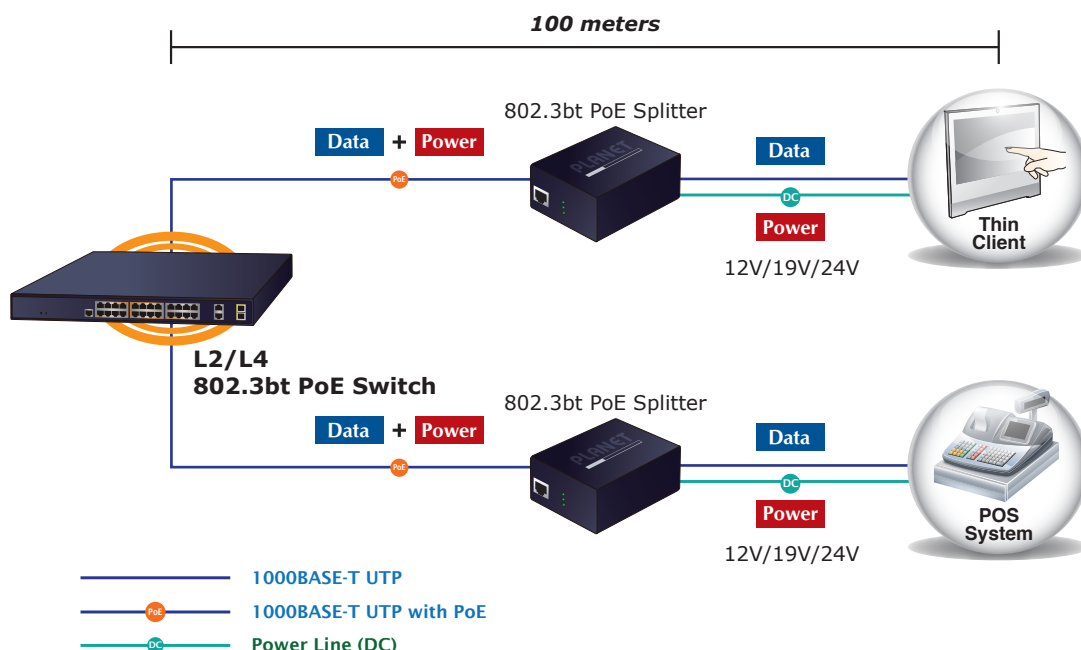 100 meters
802.3bt PoE Splitter
Data + Power
Data
PoE
DC
PLANET
Power
12V/19V/24V
Thin
Client
L2/L4
802.3bt PoE Switch
802.3bt PoE Splitter
Data + Power
Data
PoE
DC
PLANET
Power
12V/19V/24V
POS
System
1000BASE-T UTP
PoE 1000BASE-T UTP with PoE
DC Power Line (DC)